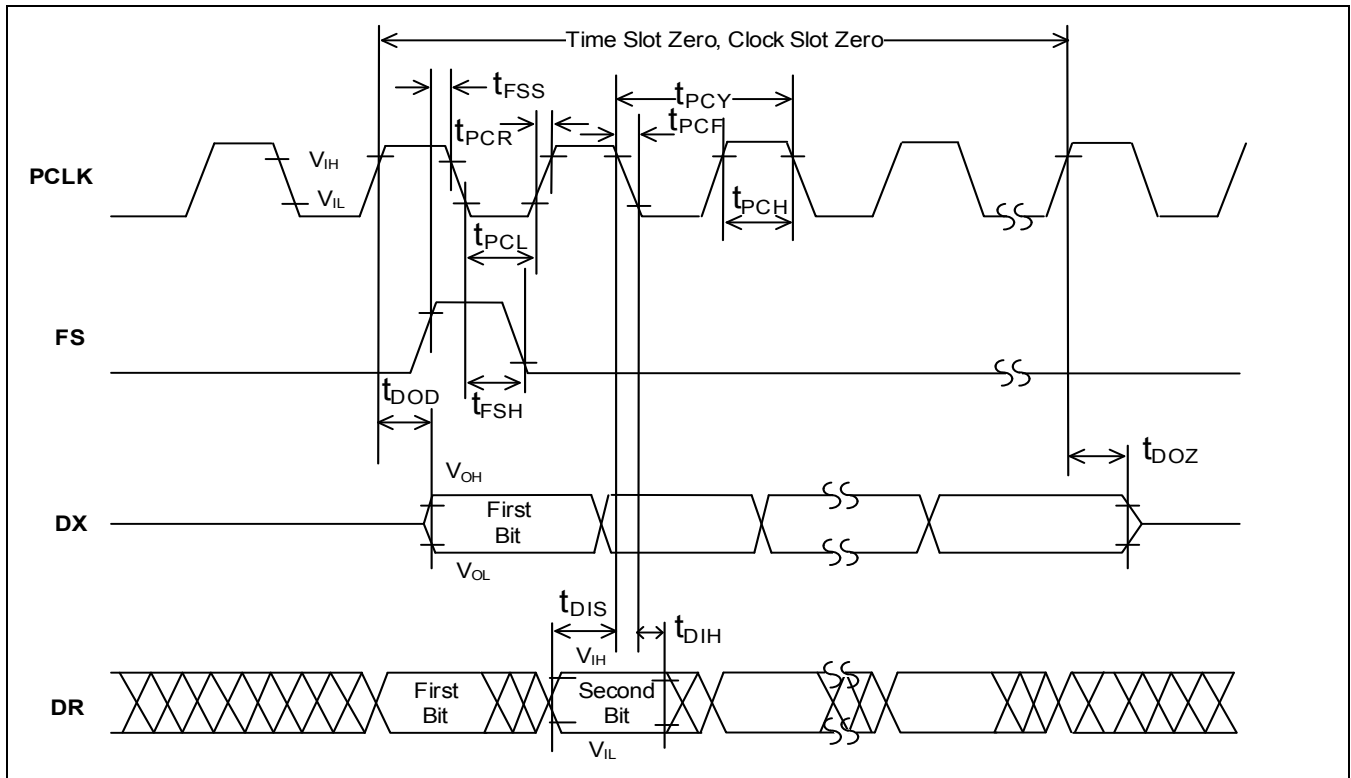 Time Slot Zero, Clock Slot Zero
tFSS
tPCY
tPCR
tPCF
PCLK
VIH
VIL
tPCH
tPCL
FS
tDOD
tFSH
tDOZ
VOH
DX
First
Bit
VOL
tDIS
tDIH
VIH
DR
First
Bit
Second
Bit
VIL